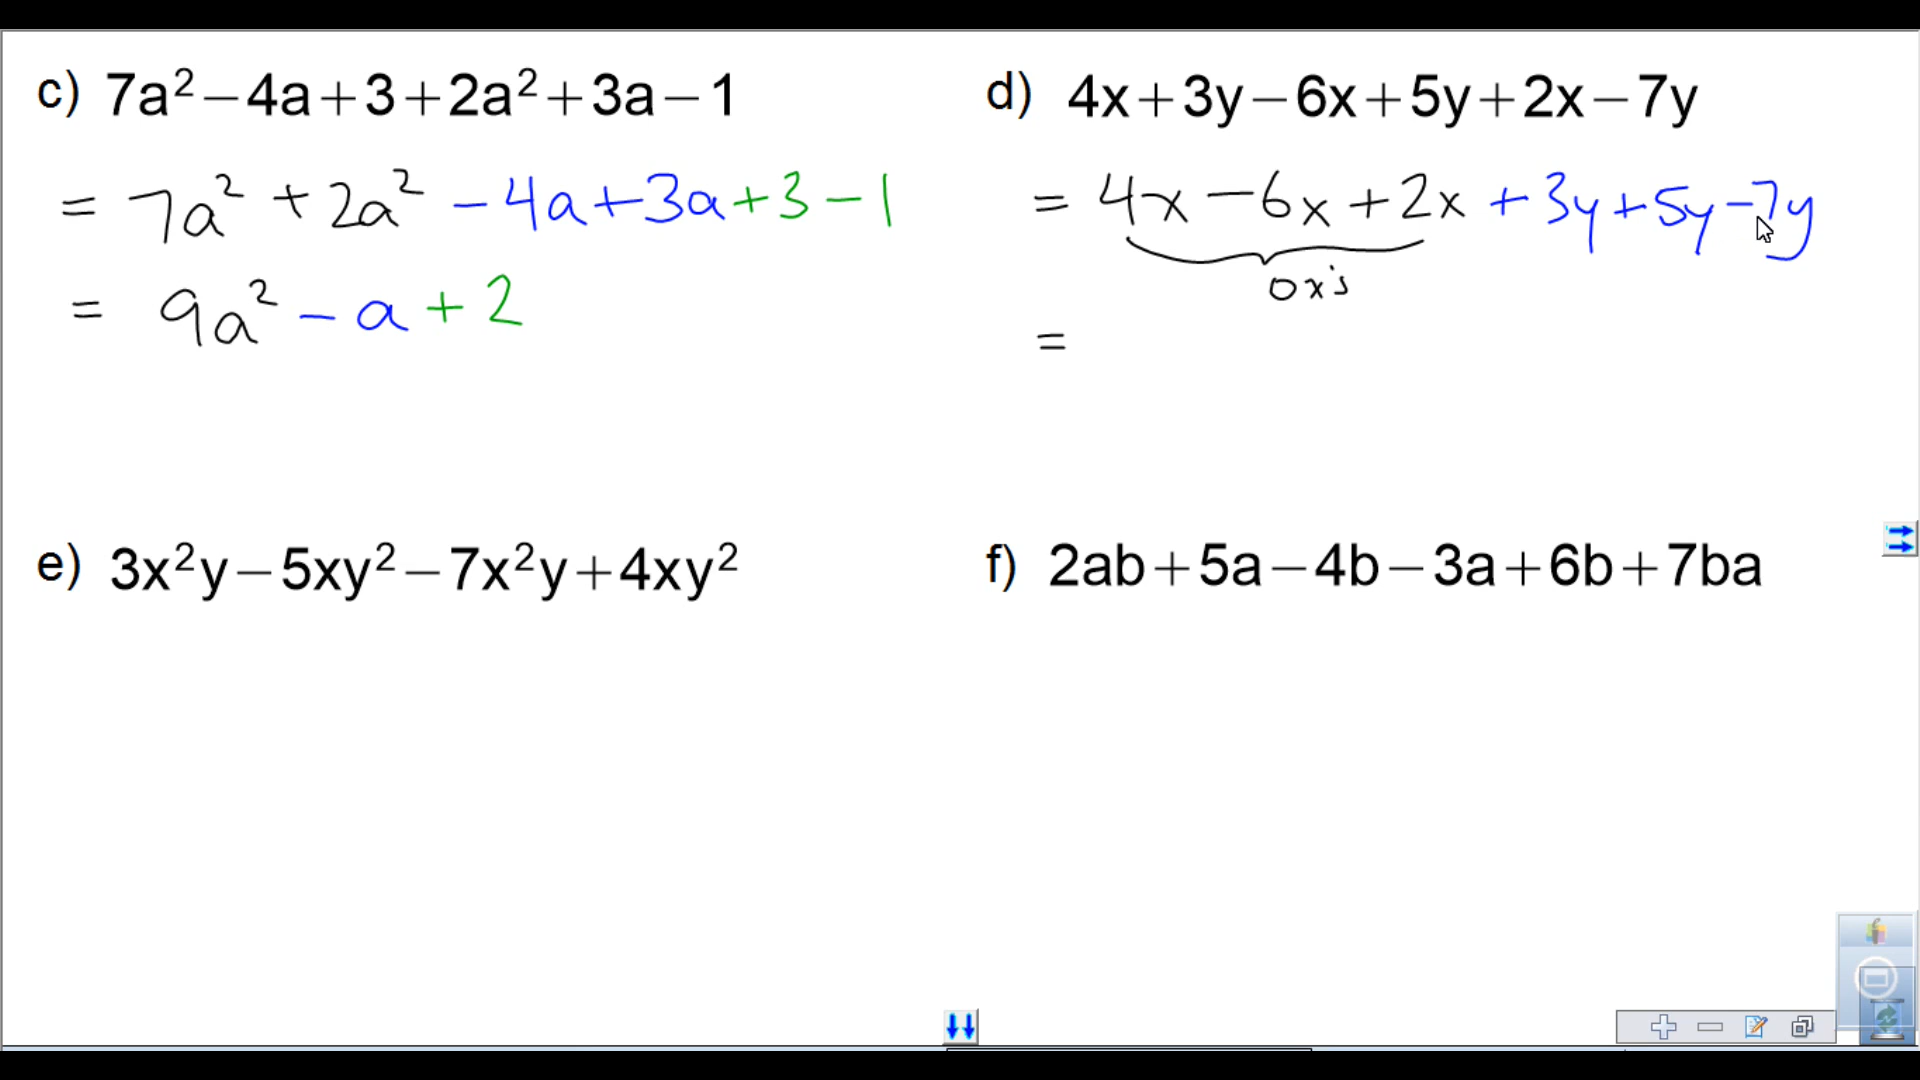 c) 7a² – 4a + 3 + 2a² + 3a – 1
= 7a² + 2a² – 4a + 3a + 3 – 1
= 9a² – a + 2
d) 4x + 3y – 6x + 5y + 2x – 7y
= 4x – 6x + 2x + 3y + 5y – 7y
0x's
=
e) 3x²y – 5xy² – 7x²y + 4xy²
f) 2ab + 5a – 4b – 3a + 6b + 7ba